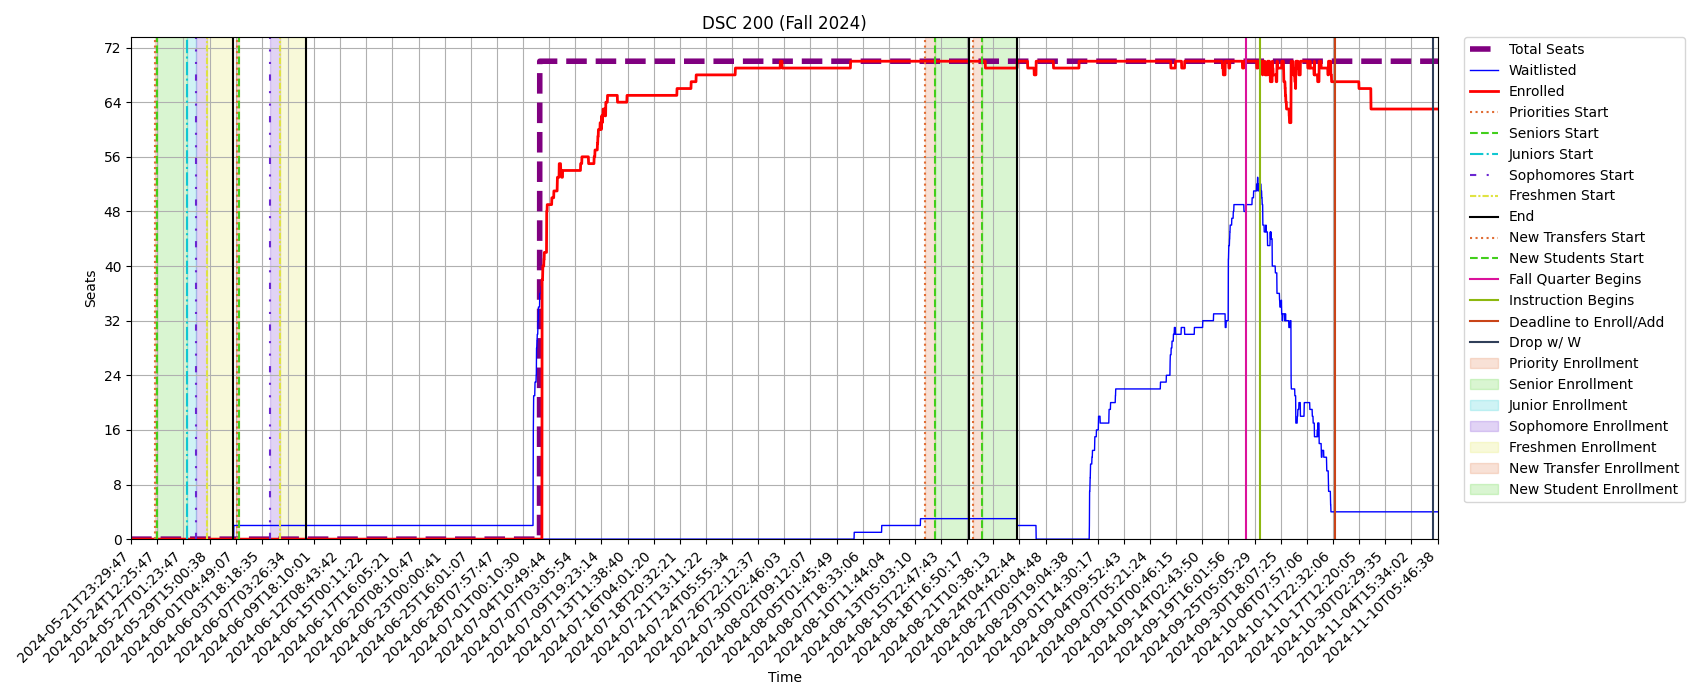 DSC 200 (Fall 2024)
Seats
72
64
56
48
40
32
24
16
8
0
2024-05-21T23:29:47
2024-05-24T12:25:47
2024-05-27T01:23:47
2024-05-29T15:00:38
2024-06-01T04:49:07
2024-06-03T18:18:35
2024-06-07T03:26:34
2024-06-09T18:10:01
2024-06-12T08:43:42
2024-06-15T00:11:22
2024-06-17T16:05:21
2024-06-20T08:10:47
2024-06-23T00:00:41
2024-06-25T16:01:07
2024-06-28T07:57:47
2024-07-01T00:10:30
2024-07-04T10:49:44
2024-07-07T03:05:54
2024-07-09T19:23:14
2024-07-13T11:38:40
2024-07-16T04:01:20
2024-07-18T20:32:21
2024-07-21T13:11:22
2024-07-24T05:55:34
2024-07-26T22:12:37
2024-07-30T02:46:03
2024-08-02T09:12:07
2024-08-05T01:45:49
2024-08-07T18:33:06
2024-08-10T11:44:04
2024-08-13T05:03:10
2024-08-15T22:47:43
2024-08-18T16:50:17
2024-08-21T10:38:13
2024-08-24T04:42:44
2024-08-27T00:04:48
2024-08-29T19:04:38
2024-09-01T14:30:17
2024-09-04T09:52:43
2024-09-07T05:21:24
2024-09-10T00:46:15
2024-09-14T02:43:50
2024-09-19T16:01:56
2024-09-25T05:05:29
2024-09-30T18:07:25
2024-10-06T07:57:06
2024-10-11T22:32:06
2024-10-17T12:20:05
2024-10-30T02:29:35
2024-11-04T15:34:02
2024-11-10T05:46:38
Time
Total Seats
Waitlisted
Enrolled
Priorities Start
Seniors Start
Juniors Start
Sophomores Start
Freshmen Start
End
New Transfers Start
New Students Start
Fall Quarter Begins
Instruction Begins
Deadline to Enroll/Add
Drop w/ W
Priority Enrollment
Senior Enrollment
Junior Enrollment
Sophomore Enrollment
Freshmen Enrollment
New Transfer Enrollment
New Student Enrollment